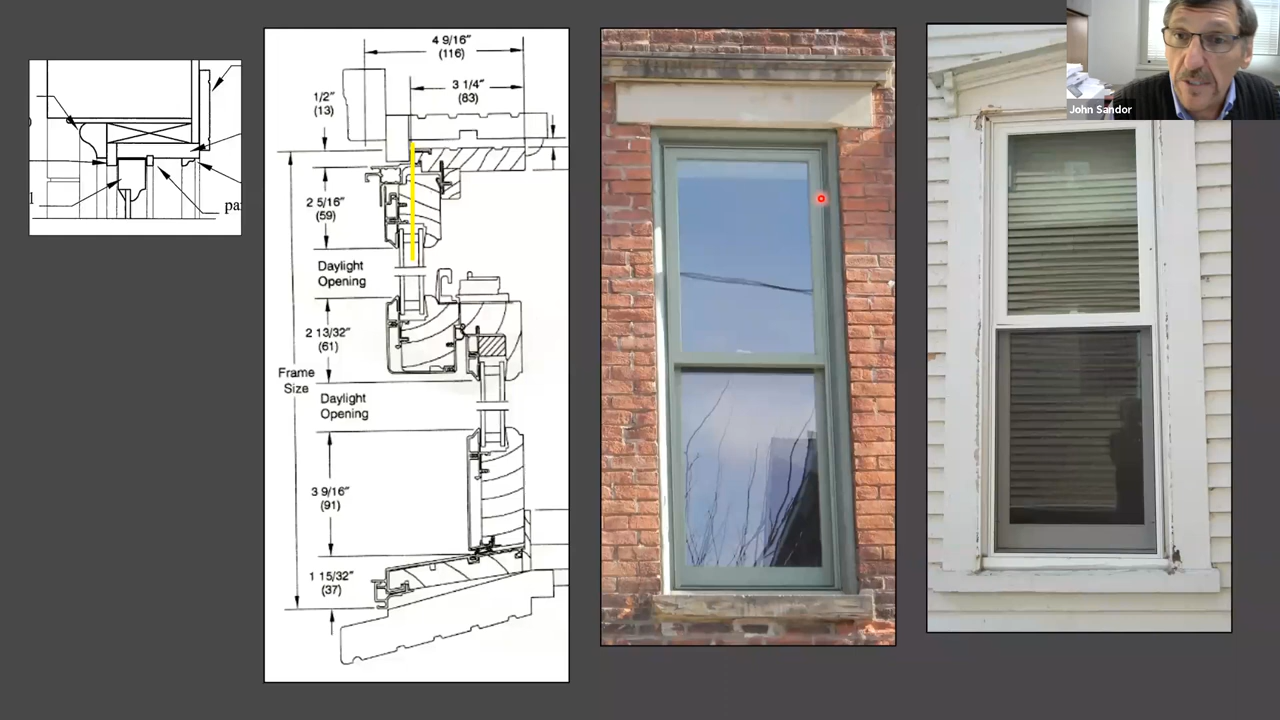 l
pa
4 9/16"
(116)
3 1/4"
(83)
1/2"
(13)
2 5/16"
(59)
Daylight
Opening
2 13/32"
(61)
Frame
Size
Daylight
Opening
3 9/16"
(91)
1 15/32"
(37)
John Sandor